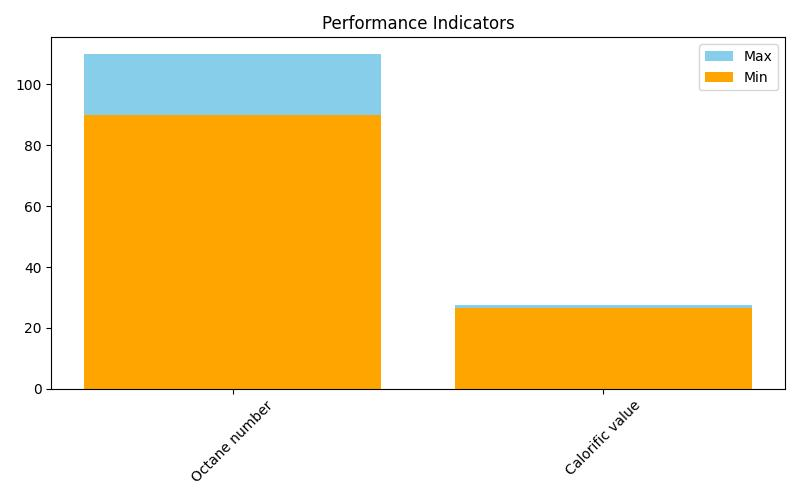 Performance Indicators
Max
Min
100
80
60
40
20
0
Octane number
Calorific value